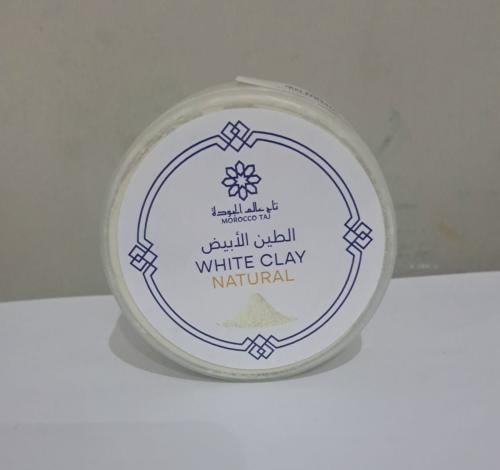 تاج عالم الجودة
MOROCCO TAJ
الطين الأبيض
WHITE CLAY
NATURAL